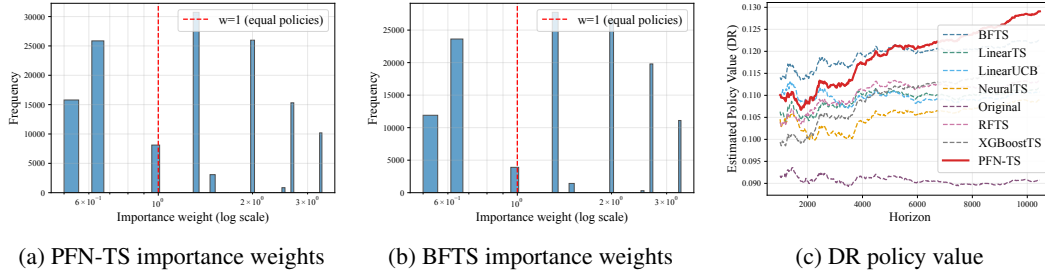 w=1 (equal policies)
30000
25000
20000
15000
10000
5000
0
Frequency
6 × 10⁻¹
10⁰
2 × 10⁰
3 × 10⁰
Importance weight (log scale)
(a) PFN-TS importance weights
w=1 (equal policies)
25000
20000
15000
10000
5000
0
Frequency
6 × 10⁻¹
10⁰
2 × 10⁰
3 × 10⁰
Importance weight (log scale)
(b) BFTS importance weights
0.130
0.125
0.120
0.115
0.110
0.105
0.100
0.095
0.090
Estimated Policy Value (DR)
BFTS
LinearTS
LinearUCB
NeuralTS
Original
RFTS
XGBoostTS
PFN-TS
2000
4000
6000
8000
10000
Horizon
(c) DR policy value